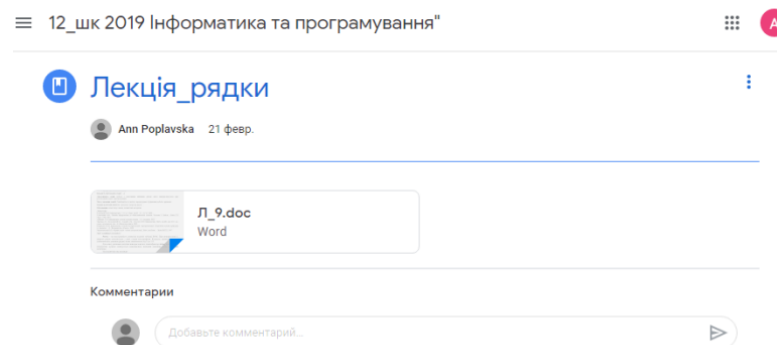 12_шк 2019 Інформатика та програмування"
А
Лекція_рядки
Ann Poplavska 21 февр.
Л_9.doc
Word
Комментарии
Добавьте комментарий...